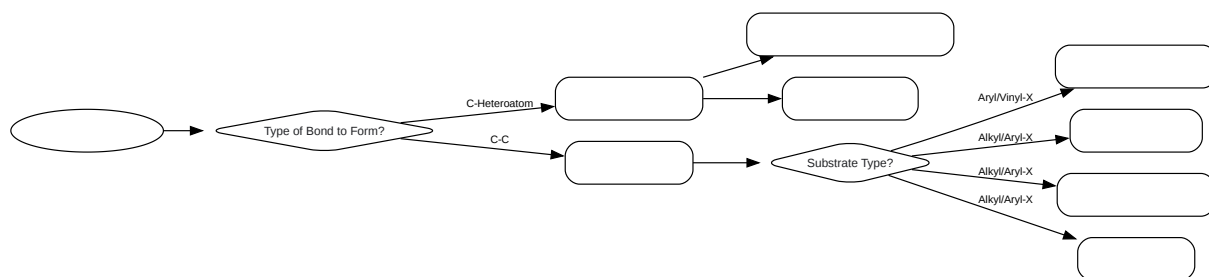 Type of Bond to Form?
C-Heteroatom
C-C
Substrate Type?
Aryl/Vinyl-X
Alkyl/Aryl-X
Alkyl/Aryl-X
Alkyl/Aryl-X